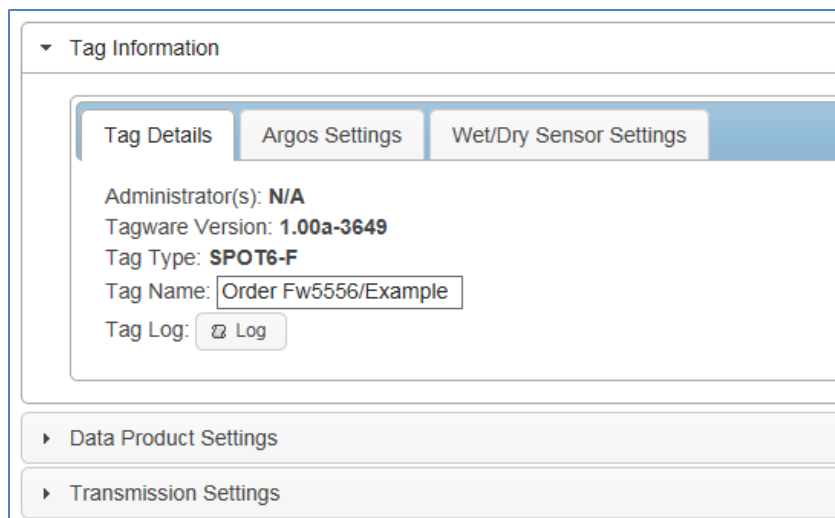 Tag Information
Tag Details Argos Settings Wet/Dry Sensor Settings
Administrator(s): N/A
Tagware Version: 1.00a-3649
Tag Type: SPOT6-F
Tag Name: Order Fw5556/Example
Tag Log: Log
Data Product Settings
Transmission Settings